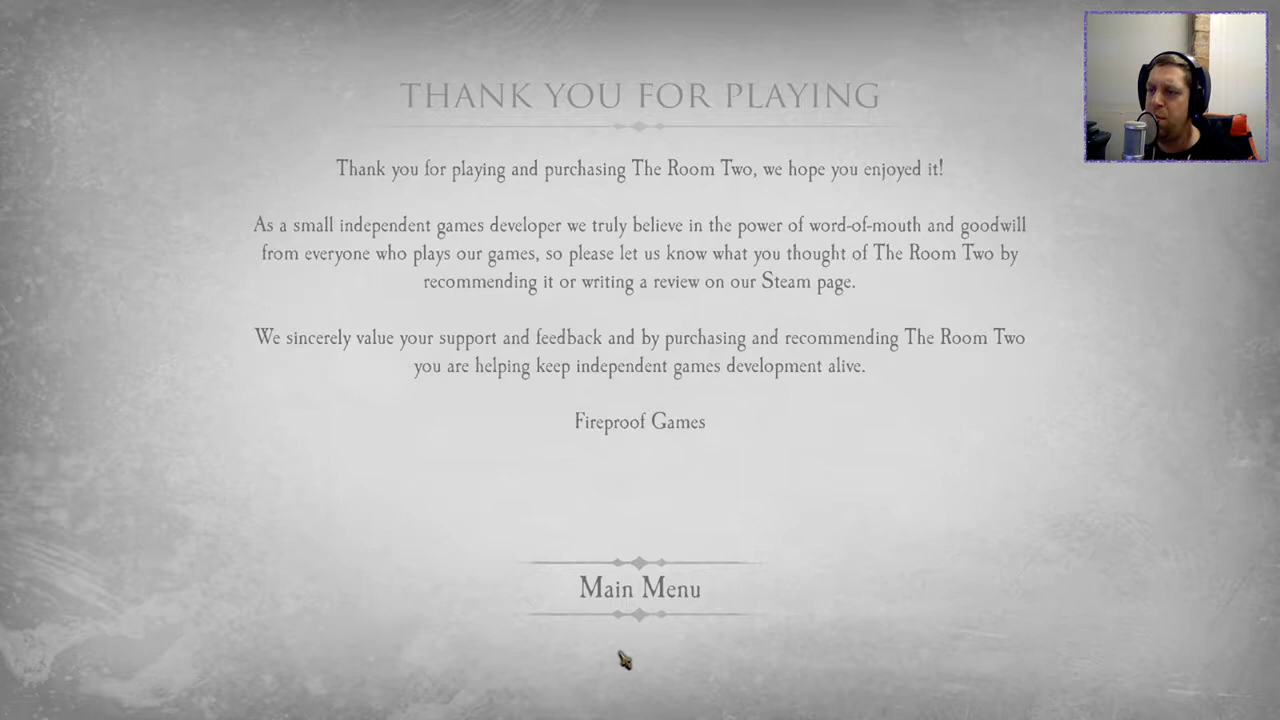 THANK YOU FOR PLAYING
Thank you for playing and purchasing The Room Two, we hope you enjoyed it!
As a small independent games developer we truly believe in the power of word-of-mouth and goodwill
from everyone who plays our games, so please let us know what you thought of The Room Two by
recommending it or writing a review on our Steam page.
We sincerely value your support and feedback and by purchasing and recommending The Room Two
you are helping keep independent games development alive.
Fireproof Games
Main Menu